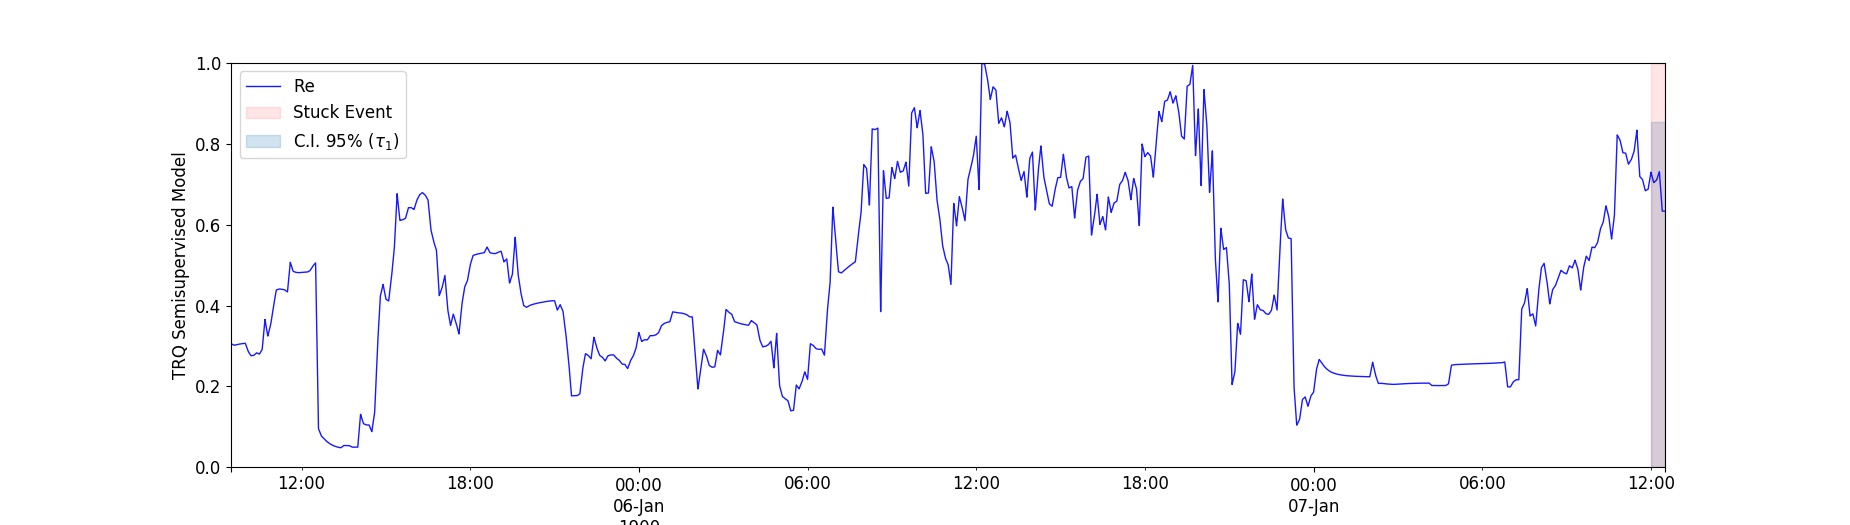 TRQ Semisupervised Model
1.0
0.8
0.6
0.4
0.2
0.0
Re
Stuck Event
C.I. 95% (τ₁)
12:00 18:00 00:00 06:00 12:00 18:00 00:00 06:00 12:00
06-Jan 07-Jan
1900